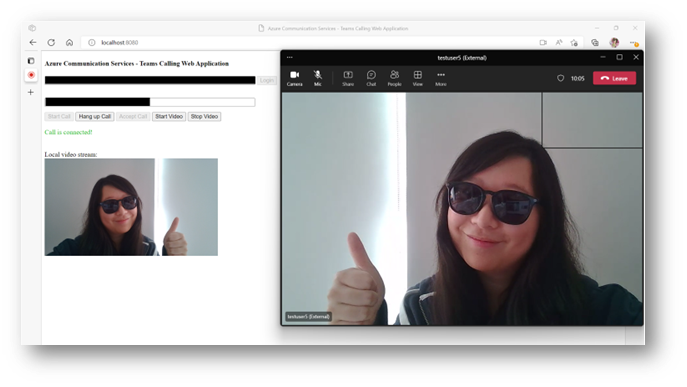 Azure Communication Services - Teams Calling Web Application
localhost:8080
Azure Communication Services - Teams Calling Web Application
Login
Start Call Hang up Call Accept Call Start Video Stop Video
Call is connected!
Local video stream:
testuser5 (External)
Camera Mic Share Chat People View More 10:05 Leave
testuser5 (External)